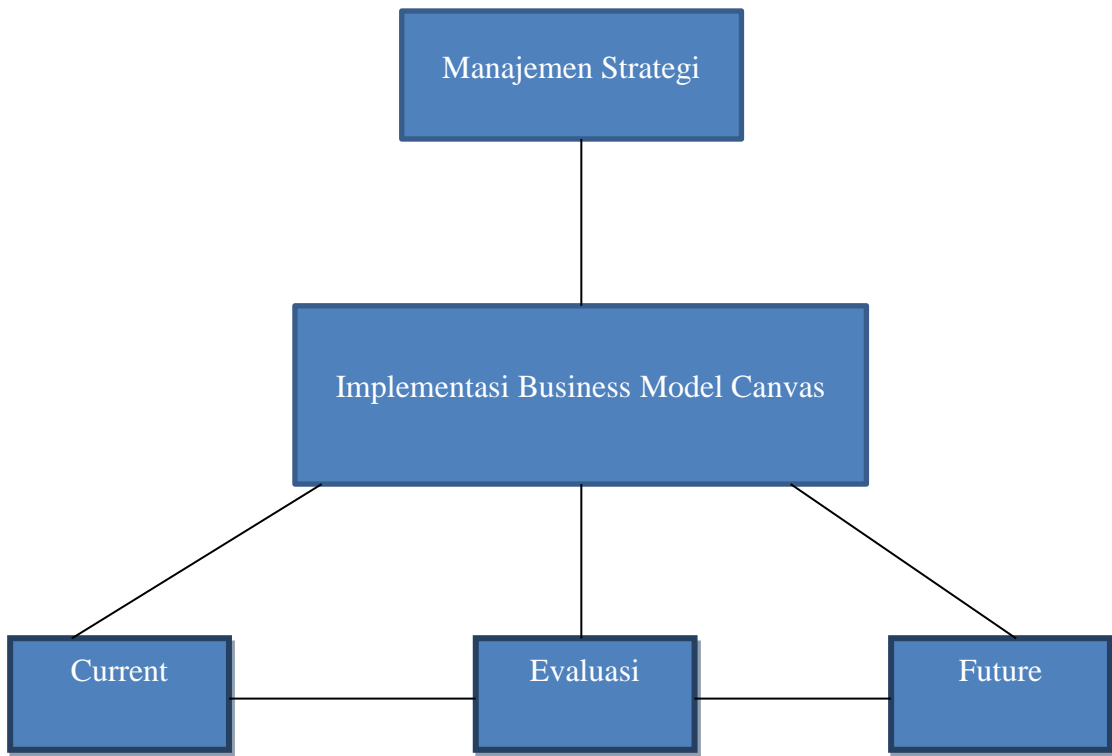 Manajemen Strategi
Implementasi Business Model Canvas
Current
Evaluasi
Future